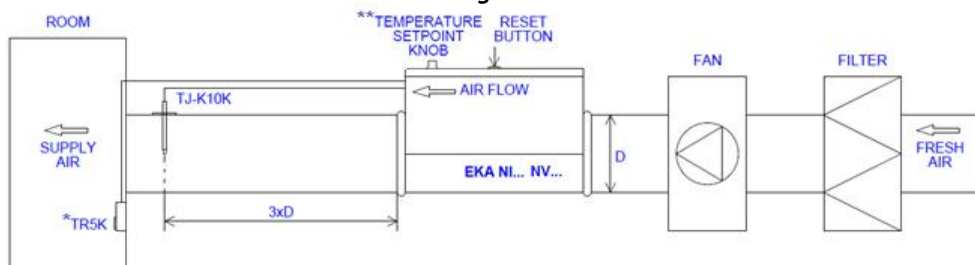 ROOM
**TEMPERATURE
SETPOINT
KNOB
RESET
BUTTON
FAN
FILTER
TJ-K10K
AIR FLOW
SUPPLY
AIR
D
FRESH
AIR
EKA NI... NV...
*TR5K
3xD